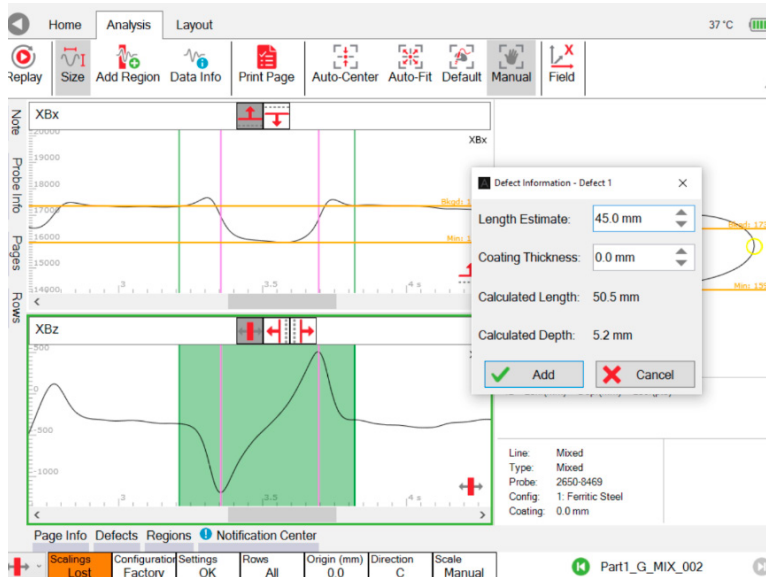 Home Analysis Layout 37 °C
Replay Size Add Region Data Info Print Page Auto-Center Auto-Fit Default Manual Field
Note
Probe Info
Pages
Rows
XBx
XBx
20000
19000
18000
17000
16000
15000
14000
3 3.5 4 s
Defect Information - Defect 1
Length Estimate: 45.0 mm
Coating Thickness: 0.0 mm
Calculated Length: 50.5 mm
Calculated Depth: 5.2 mm
Add Cancel
XBz
-500
0
-500
-1000
3 3.5 4 s
Line: Mixed
Type: Mixed
Probe: 2650-8469
Config: 1: Ferritic Steel
Coating: 0.0 mm
Page Info Defects Regions Notification Center
Scalings Configuration Settings Rows Origin (mm) Direction Scale
Lost Factory OK All 0.0 C Manual
Part1_G_MIX_002